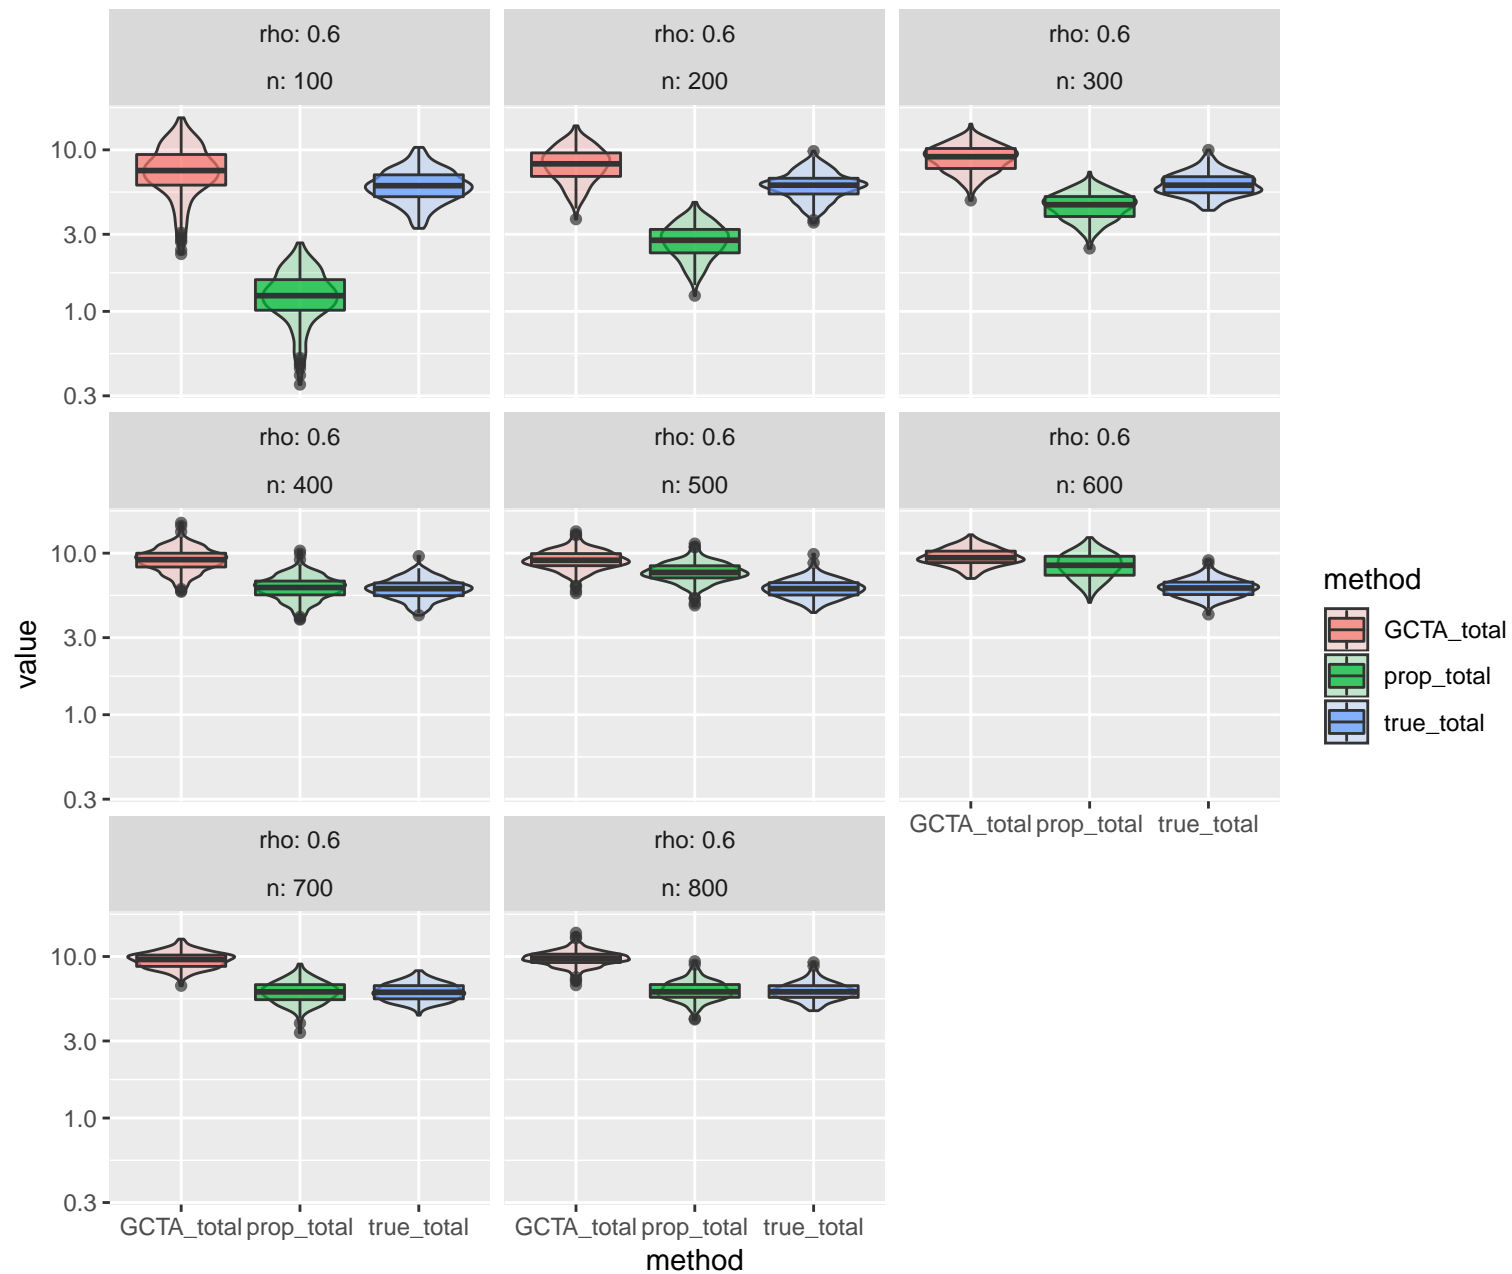 rho: 0.6 rho: 0.6 rho: 0.6
n: 100 n: 200 n: 300
10.0
3.0
1.0
0.3
rho: 0.6 rho: 0.6 rho: 0.6
n: 400 n: 500 n: 600
10.0
3.0
1.0
0.3
GCTA_total prop_total true_total
rho: 0.6 rho: 0.6
n: 700 n: 800
10.0
3.0
1.0
0.3
GCTA_total prop_total true_total GCTA_total prop_total true_total
method
value
method
GCTA_total
prop_total
true_total